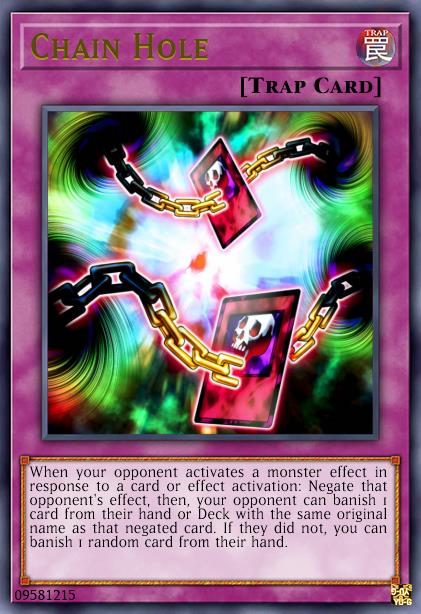 Chain Hole
TRAP
罠
[Trap Card]
When your opponent activates a monster effect in
response to a card or effect activation: Negate that
opponent's effect, then, your opponent can banish 1
card from their hand or Deck with the same original
name as that negated card. If they did not, you can
banish 1 random card from their hand.
09581215